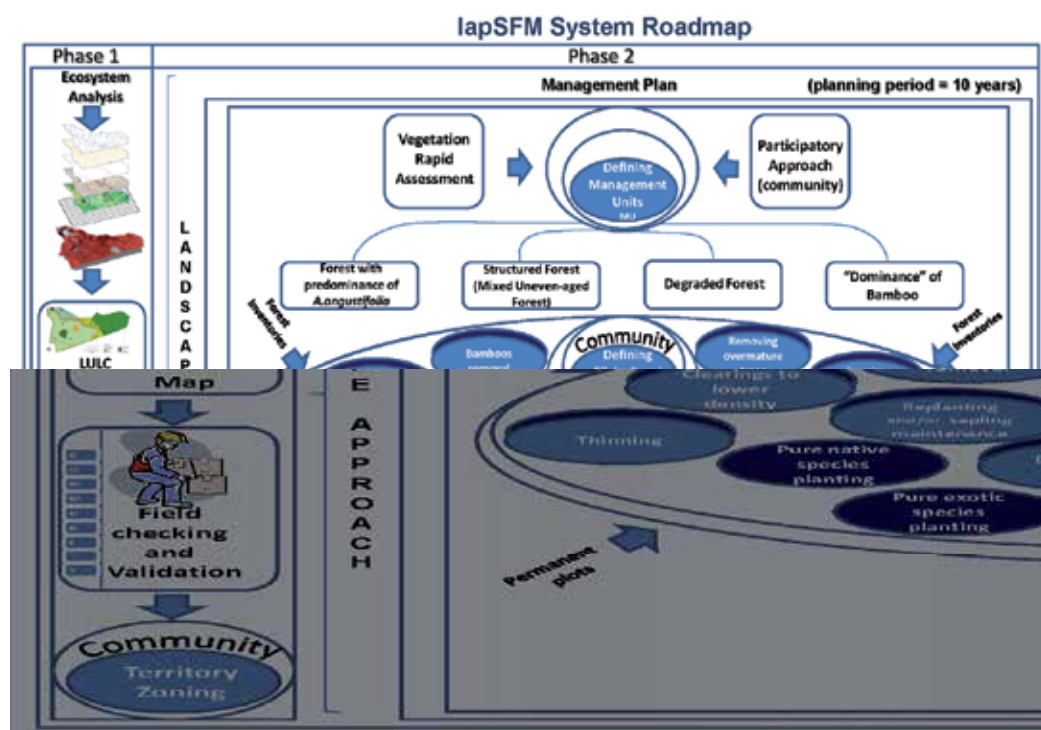 IapSFM System Roadmap
Phase 1
Phase 2
Ecosystem
Analysis
LULC
Map
Field
checking
and
Validation
Community
Territory
Zoning
LANDSCAPE APPROACH
Management Plan
(planning period = 10 years)
Vegetation
Rapid
Assessment
Defining
Management
Units
MU
Participatory
Approach
(community)
Forest with
predominance of
A.angustifolia
Structured Forest
(Mixed Uneven-aged
Forest)
Degraded Forest
"Dominance" of
Bamboo
Forest
Inventories
Forest
Inventories
Bamboos
Community
Defining
Removing
overmature
Clearings to
lower
density
Thinning
Replanting
and/or sapling
maintenance
Pure native
species
planting
Pure exotic
species
planting
Permanent
plots